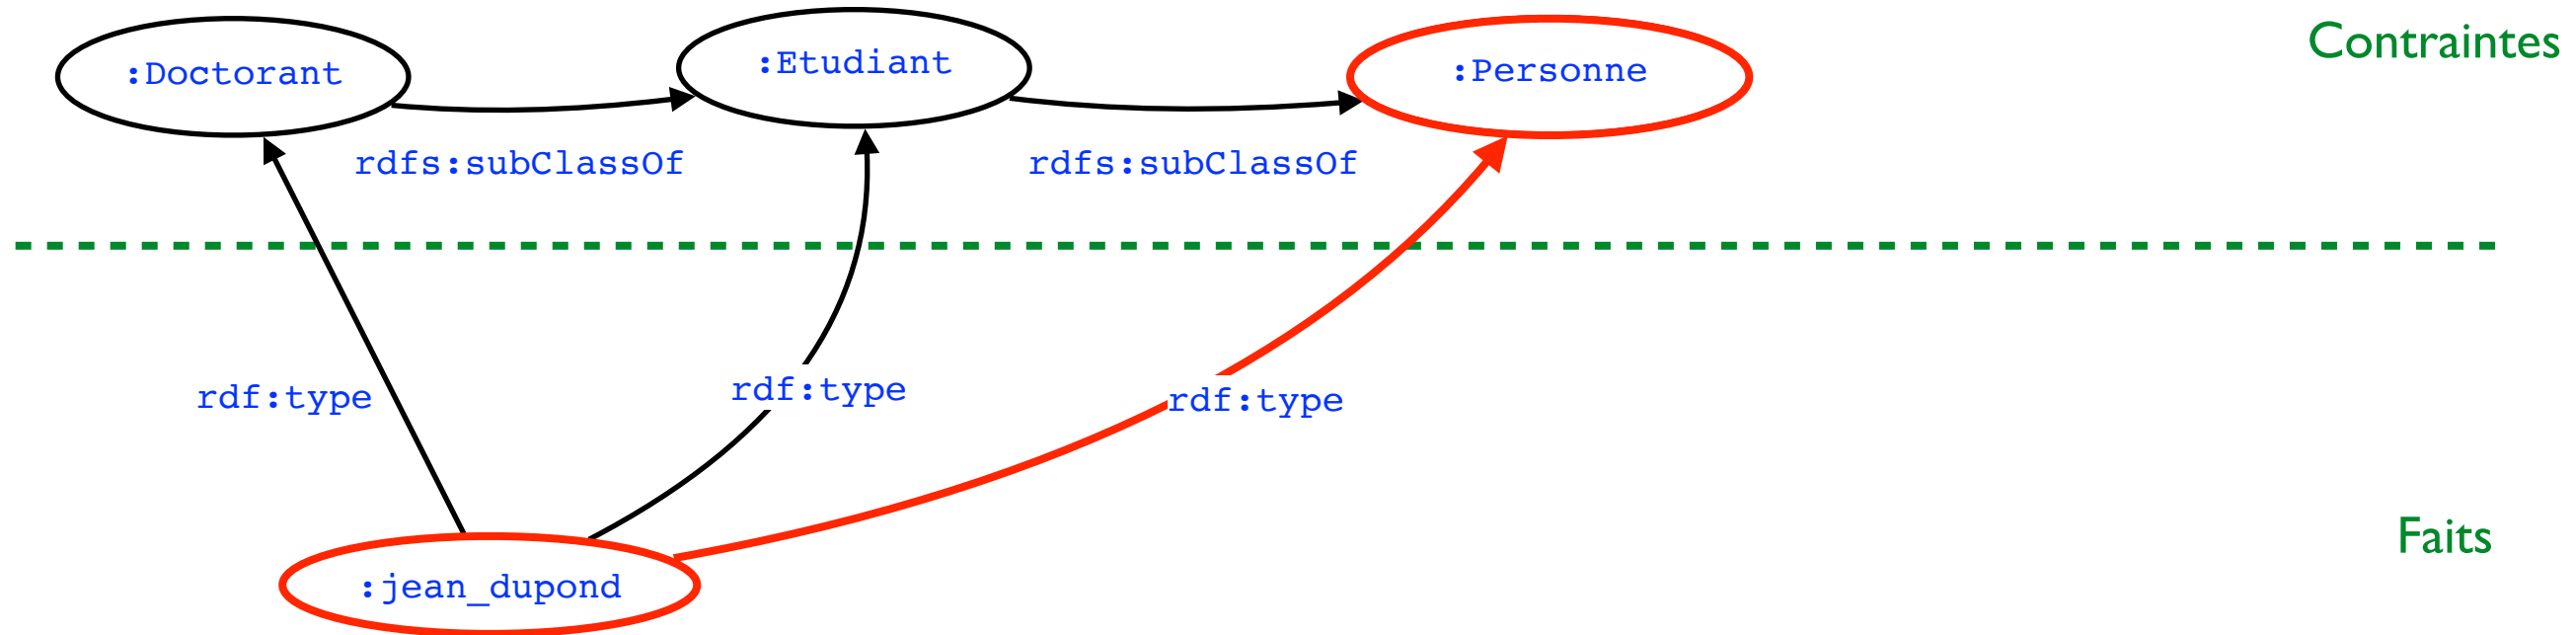 :Doctorant
:Etudiant
:Personne
Contraintes
rdfs:subClassOf
rdfs:subClassOf
rdf:type
rdf:type
rdf:type
Faits
:jean_dupond